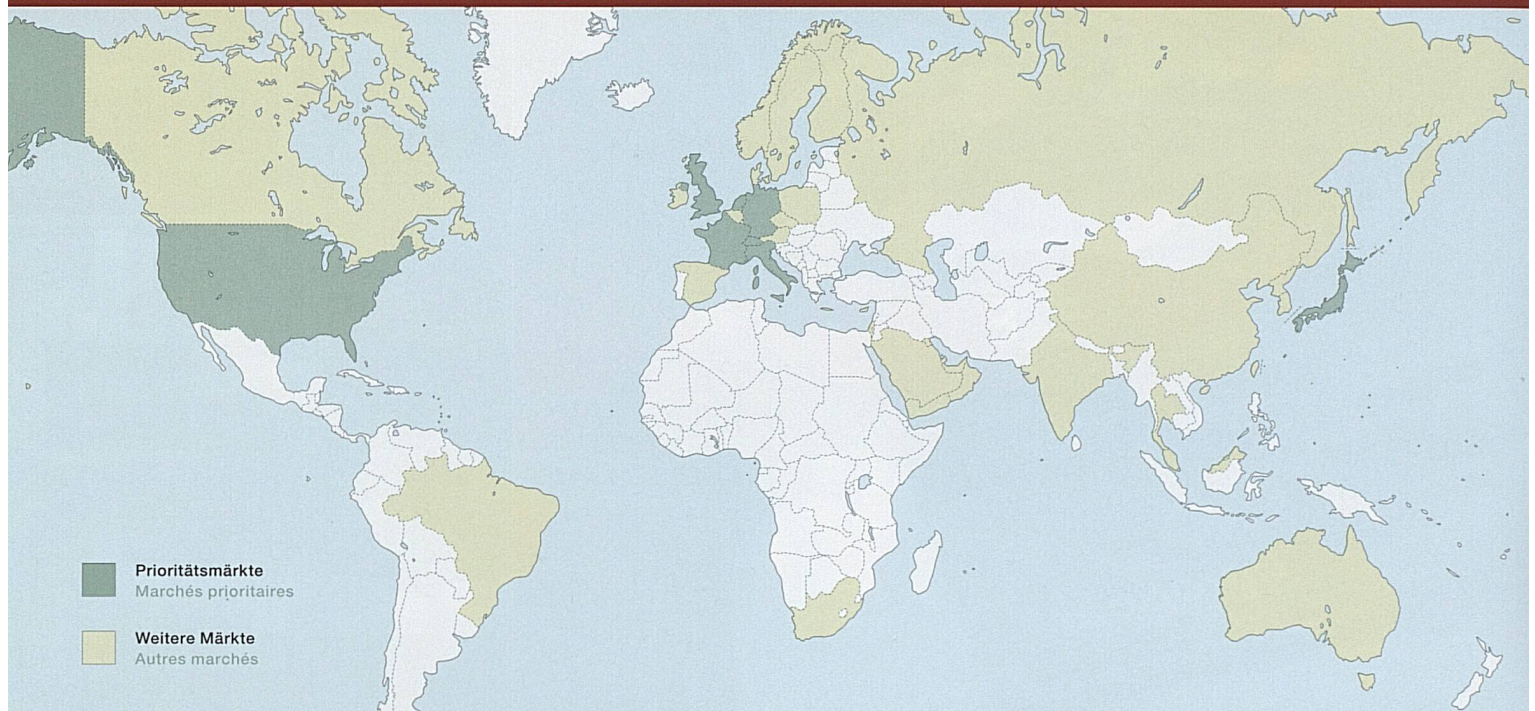 Prioritätsmärkte
Marchés prioritaires
Weitere Märkte
Autres marchés